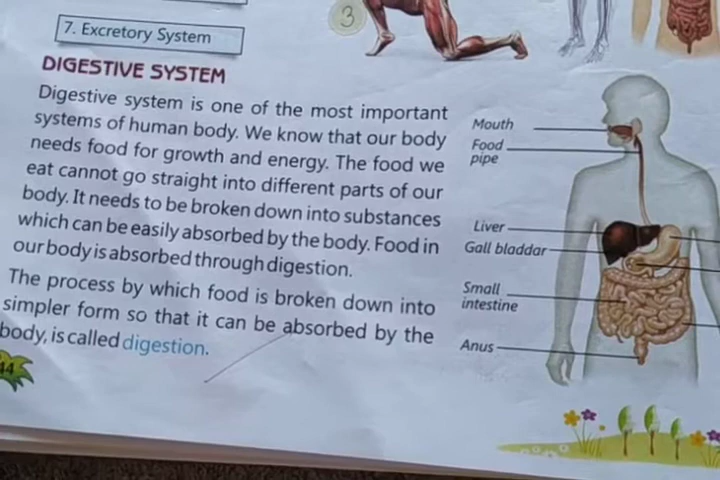 3
7. Excretory System
DIGESTIVE SYSTEM
Digestive system is one of the most important
systems of human body. We know that our body
needs food for growth and energy. The food we
eat cannot go straight into different parts of our
body. It needs to be broken down into substances
which can be easily absorbed by the body. Food in
our body is absorbed through digestion.
The process by which food is broken down into
simpler form so that it can be absorbed by the
body, is called digestion.
44
Mouth
Food
pipe
Liver
Gall bladdar
Small
intestine
Anus